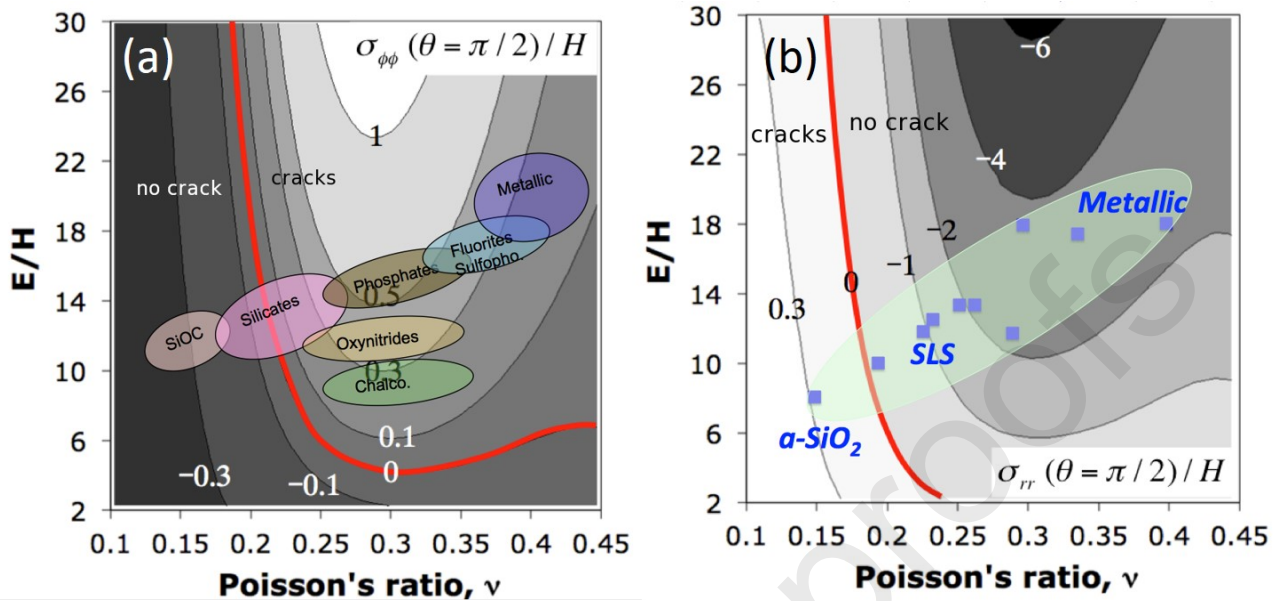 30
26
22
18
14
10
6
2
E/H
(a)
σϕϕ (θ = π / 2) / H
1
no crack
cracks
Metallic
Fluorites
Sulfopho.
Phosphates
0.5
Silicates
SiOC
Oxynitrides
0.3
Chalco.
0.1
0
−0.1
−0.3
0.1 0.15 0.2 0.25 0.3 0.35 0.4 0.45
Poisson's ratio, ν
30
26
22
18
14
10
6
2
E/H
(b)
−6
cracks
no crack
−4
Metallic
−2
−1
0
0.3
SLS
α-SiO2
σrr (θ = π / 2) / H
0.1 0.15 0.2 0.25 0.3 0.35 0.4 0.45
Poisson's ratio, ν
proofs